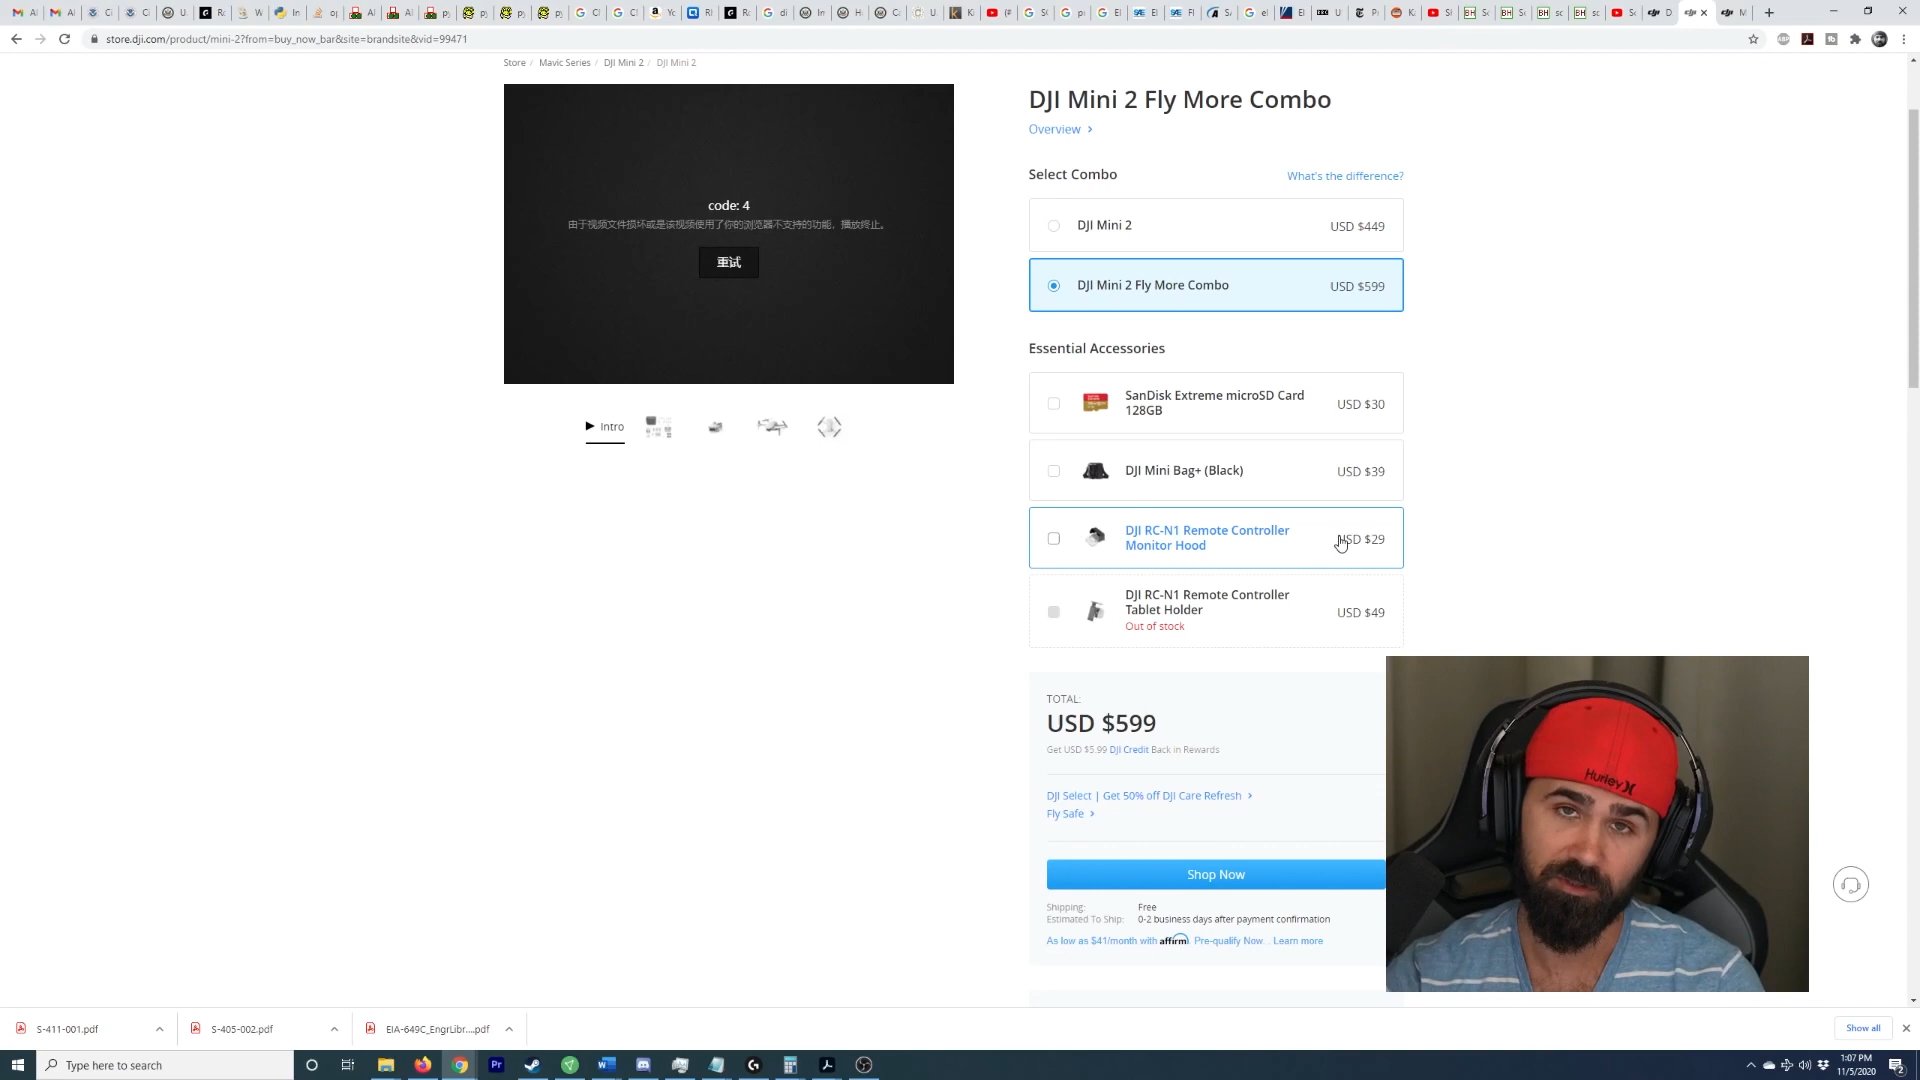 store.dji.com/product/mini-2?from=buy_now_bar&site=brandsite&vid=99471
Store / Mavic Series / DJI Mini 2 / DJI Mini 2
code: 4
由于视频文件损坏或是该视频使用了你的浏览器不支持的功能，播放终止。
重试
Intro
DJI Mini 2 Fly More Combo
Overview >
Select Combo
What's the difference?
DJI Mini 2
USD $449
DJI Mini 2 Fly More Combo
USD $599
Essential Accessories
SanDisk Extreme microSD Card
128GB
USD $30
DJI Mini Bag+ (Black)
USD $39
DJI RC-N1 Remote Controller
Monitor Hood
USD $29
DJI RC-N1 Remote Controller
Tablet Holder
Out of stock
USD $49
TOTAL:
USD $599
Get USD $5.99 DJI Credit Back in Rewards
DJI Select | Get 50% off DJI Care Refresh >
Fly Safe >
Shop Now
Shipping: Free
Estimated To Ship: 0-2 business days after payment confirmation
As low as $41/month with affirm. Pre-qualify Now. . Learn more
Hurley
S-411-001.pdf
S-405-002.pdf
EIA-649C_EngrLibr....pdf
Show all
Type here to search
1:07 PM
11/5/2020